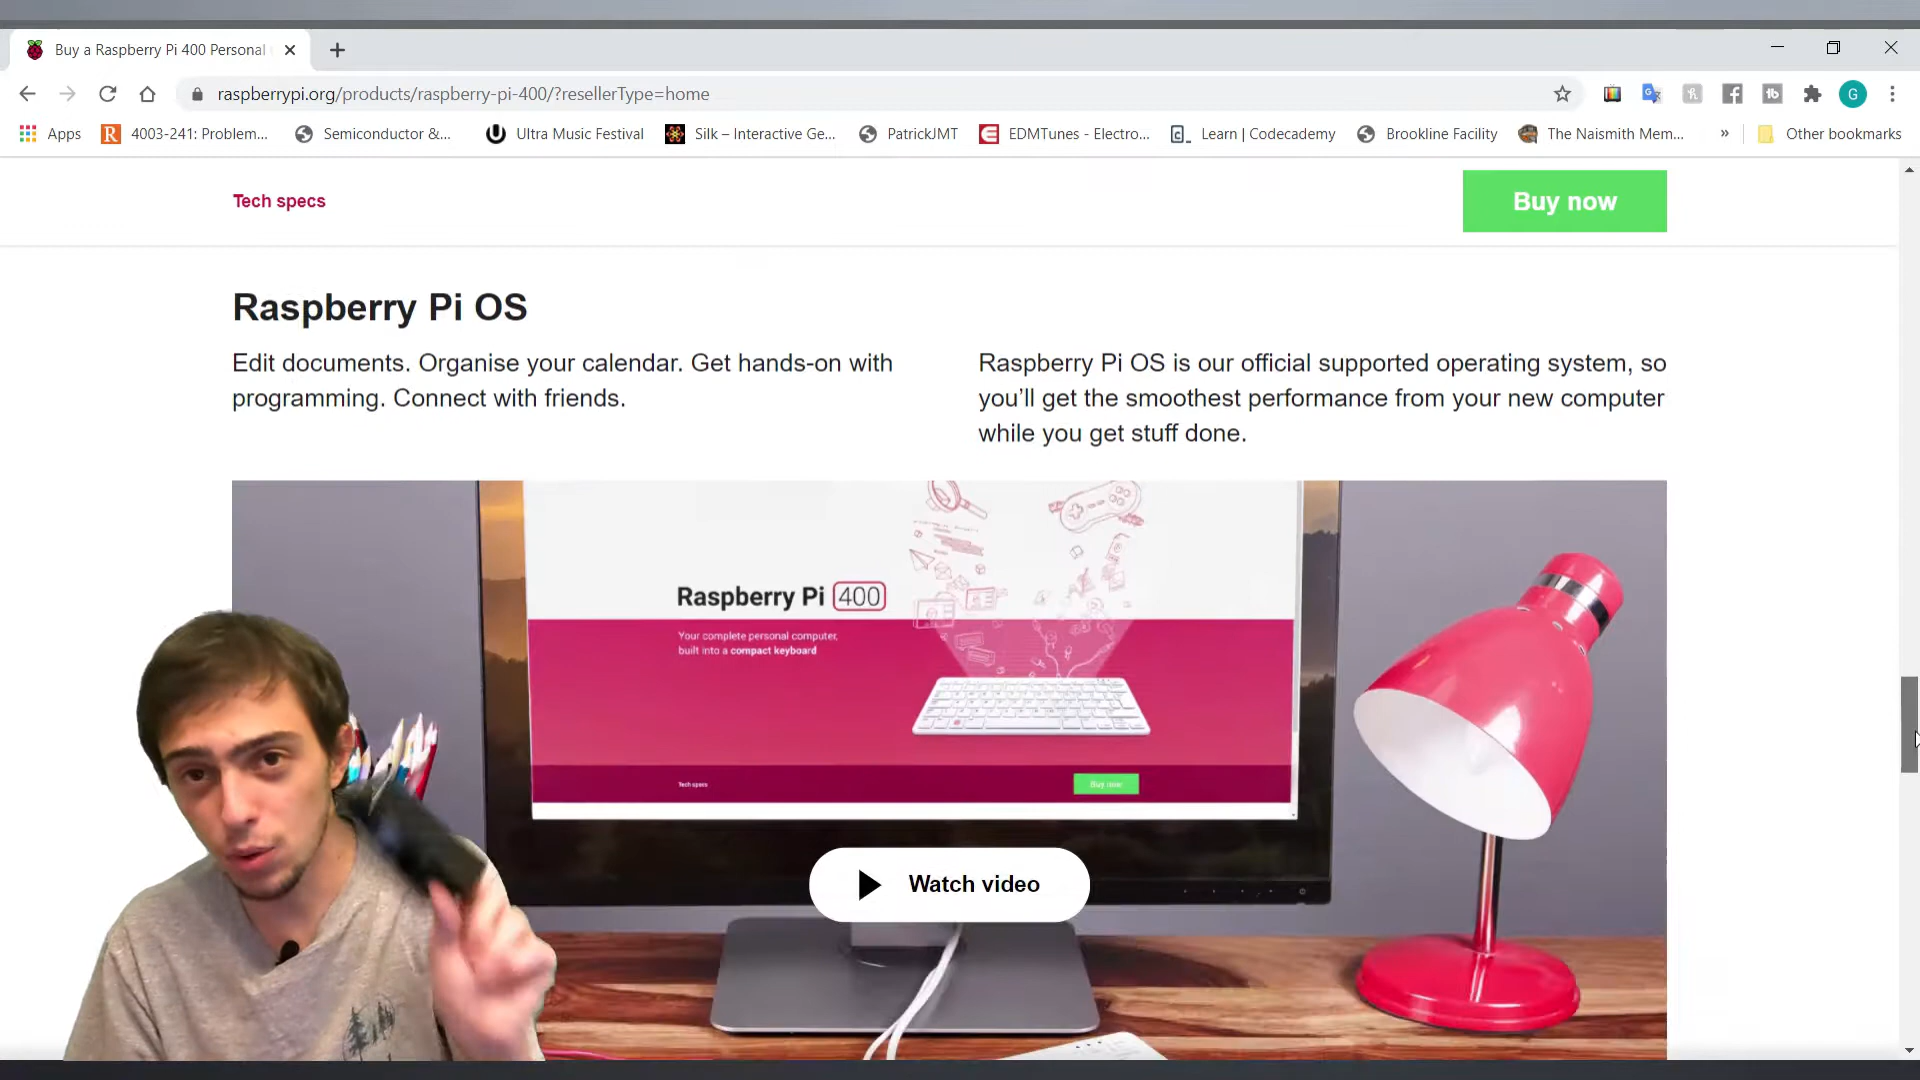 Buy a Raspberry Pi 400 Personal
raspberrypi.org/products/raspberry-pi-400/?resellerType=home
G
Apps
4003-241: Problem...
Semiconductor &...
Ultra Music Festival
Silk – Interactive Ge...
PatrickJMT
EDMTunes - Electro...
Learn | Codecademy
Brookline Facility
The Naismith Mem...
»
Other bookmarks
Tech specs
Buy now
Raspberry Pi OS
Edit documents. Organise your calendar. Get hands-on with
programming. Connect with friends.
Raspberry Pi OS is our official supported operating system, so
you’ll get the smoothest performance from your new computer
while you get stuff done.
Raspberry Pi 400
Your complete personal computer,
built into a compact keyboard
Tech specs
Buy now
Watch video